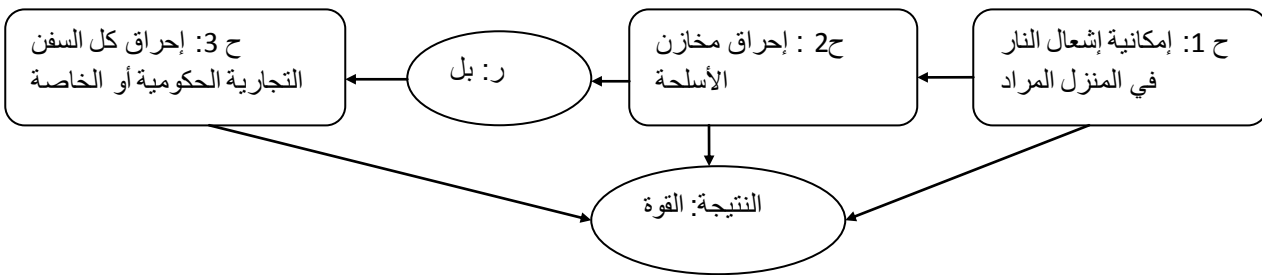 ح 1: إمكانية إشعال النار
في المنزل المراد
ح2 : إحراق مخازن
الأسلحة
ر: بل
ح 3: إحراق كل السفن
التجارية الحكومية أو الخاصة
النتيجة: القوة